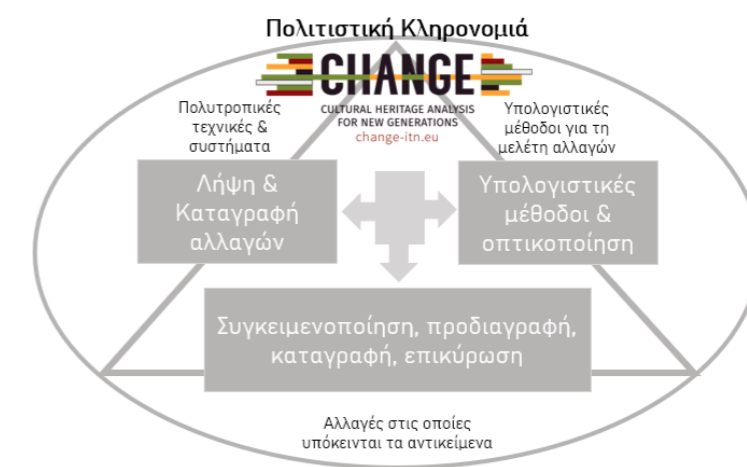 Πολιτιστική Κληρονομιά
CHANGE
CULTURAL HERITAGE ANALYSIS
FOR NEW GENERATIONS
change-itn.eu
Πολυτροπικές
τεχνικές &
συστήματα
Υπολογιστικές
μέθοδοι για τη
μελέτη αλλαγών
Λήψη &
Καταγραφή
αλλαγών
Υπολογιστικές
μέθοδοι &
οπτικοποίηση
Συγκειμενοποίηση, προδιαγραφή,
καταγραφή, επικύρωση
Αλλαγές στις οποίες
υπόκεινται τα αντικείμενα